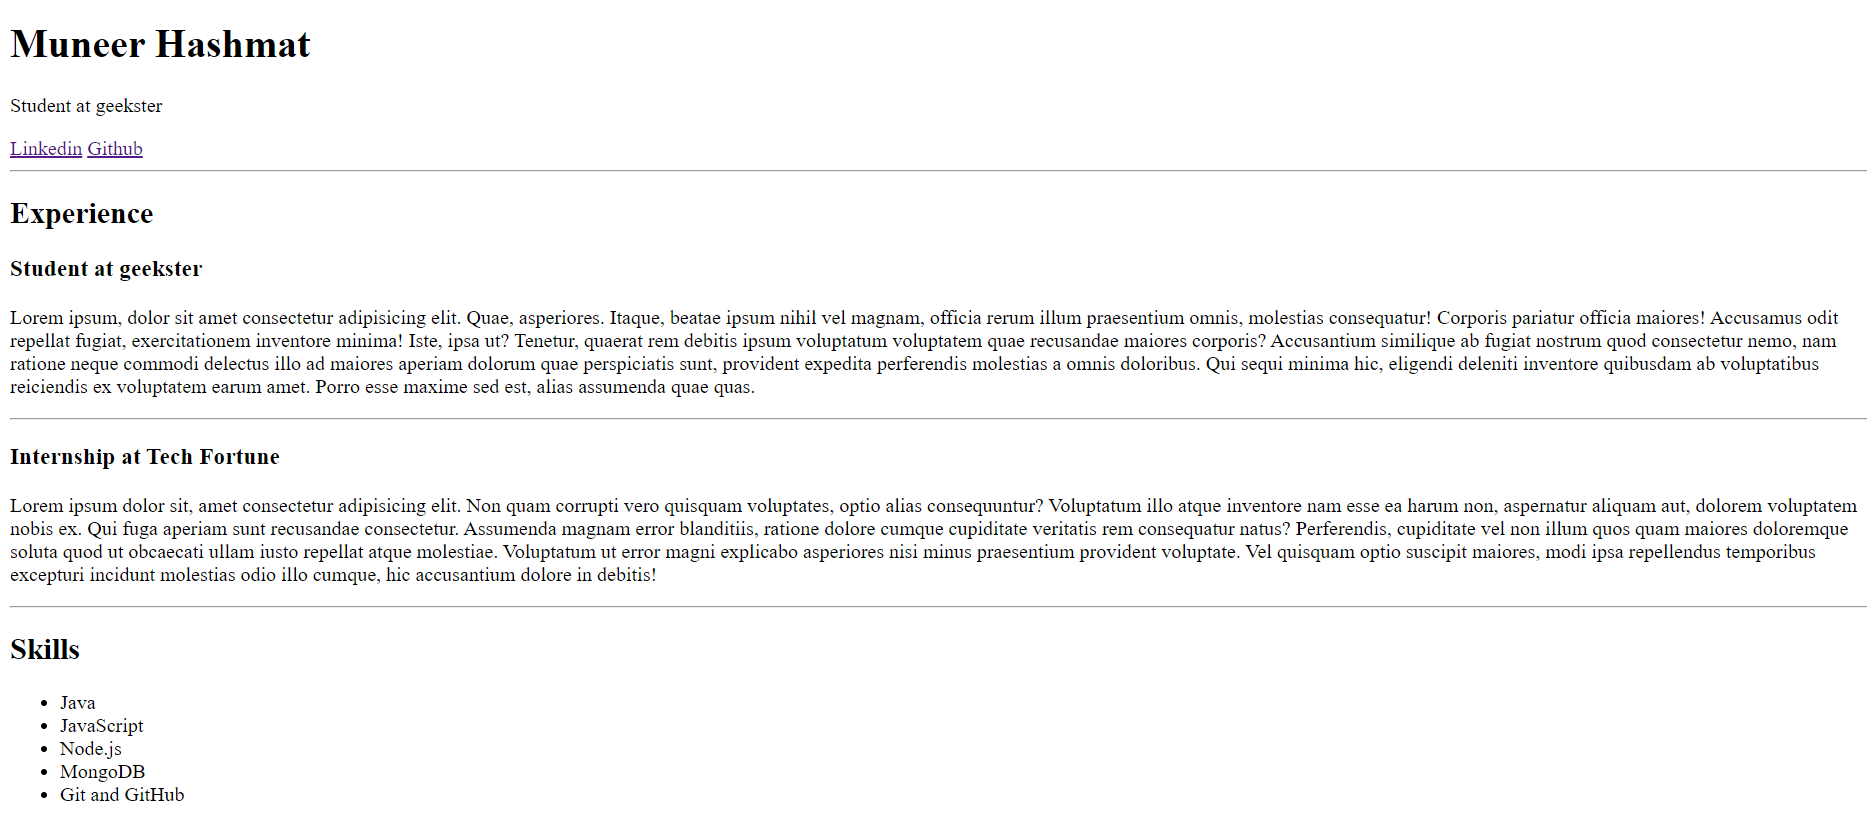 Muneer Hashmat
Student at geekster
Linkedin Github
Experience
Student at geekster
Lorem ipsum, dolor sit amet consectetur adipisicing elit. Quae, asperiores. Itaque, beatae ipsum nihil vel magnam, officia rerum illum praesentium omnis, molestias consequatur! Corporis pariatur officia maiores! Accusamus odit
repellat fugiat, exercitationem inventore minima! Iste, ipsa ut? Tenetur, quaerat rem debitis ipsum voluptatum voluptatem quae recusandae maiores corporis? Accusantium similique ab fugiat nostrum quod consectetur nemo, nam
ratione neque commodi delectus illo ad maiores aperiam dolorum quae perspiciatis sunt, provident expedita perferendis molestias a omnis doloribus. Qui sequi minima hic, eligendi deleniti inventore quibusdam ab voluptatibus
reiciendis ex voluptatem earum amet. Porro esse maxime sed est, alias assumenda quae quas.
Internship at Tech Fortune
Lorem ipsum dolor sit, amet consectetur adipisicing elit. Non quam corrupti vero quisquam voluptates, optio alias consequuntur? Voluptatum illo atque inventore nam esse ea harum non, aspernatur aliquam aut, dolorem voluptatem
nobis ex. Qui fuga aperiam sunt recusandae consectetur. Assumenda magnam error blanditiis, ratione dolore cumque cupiditate veritatis rem consequatur natus? Perferendis, cupiditate vel non illum quos quam maiores doloremque
soluta quod ut obcaecati ullam iusto repellat atque molestiae. Voluptatum ut error magni explicabo asperiores nisi minus praesentium provident voluptate. Vel quisquam optio suscipit maiores, modi ipsa repellendus temporibus
excepturi incidunt molestias odio illo cumque, hic accusantium dolore in debitis!
Skills
• Java
• JavaScript
• Node.js
• MongoDB
• Git and GitHub